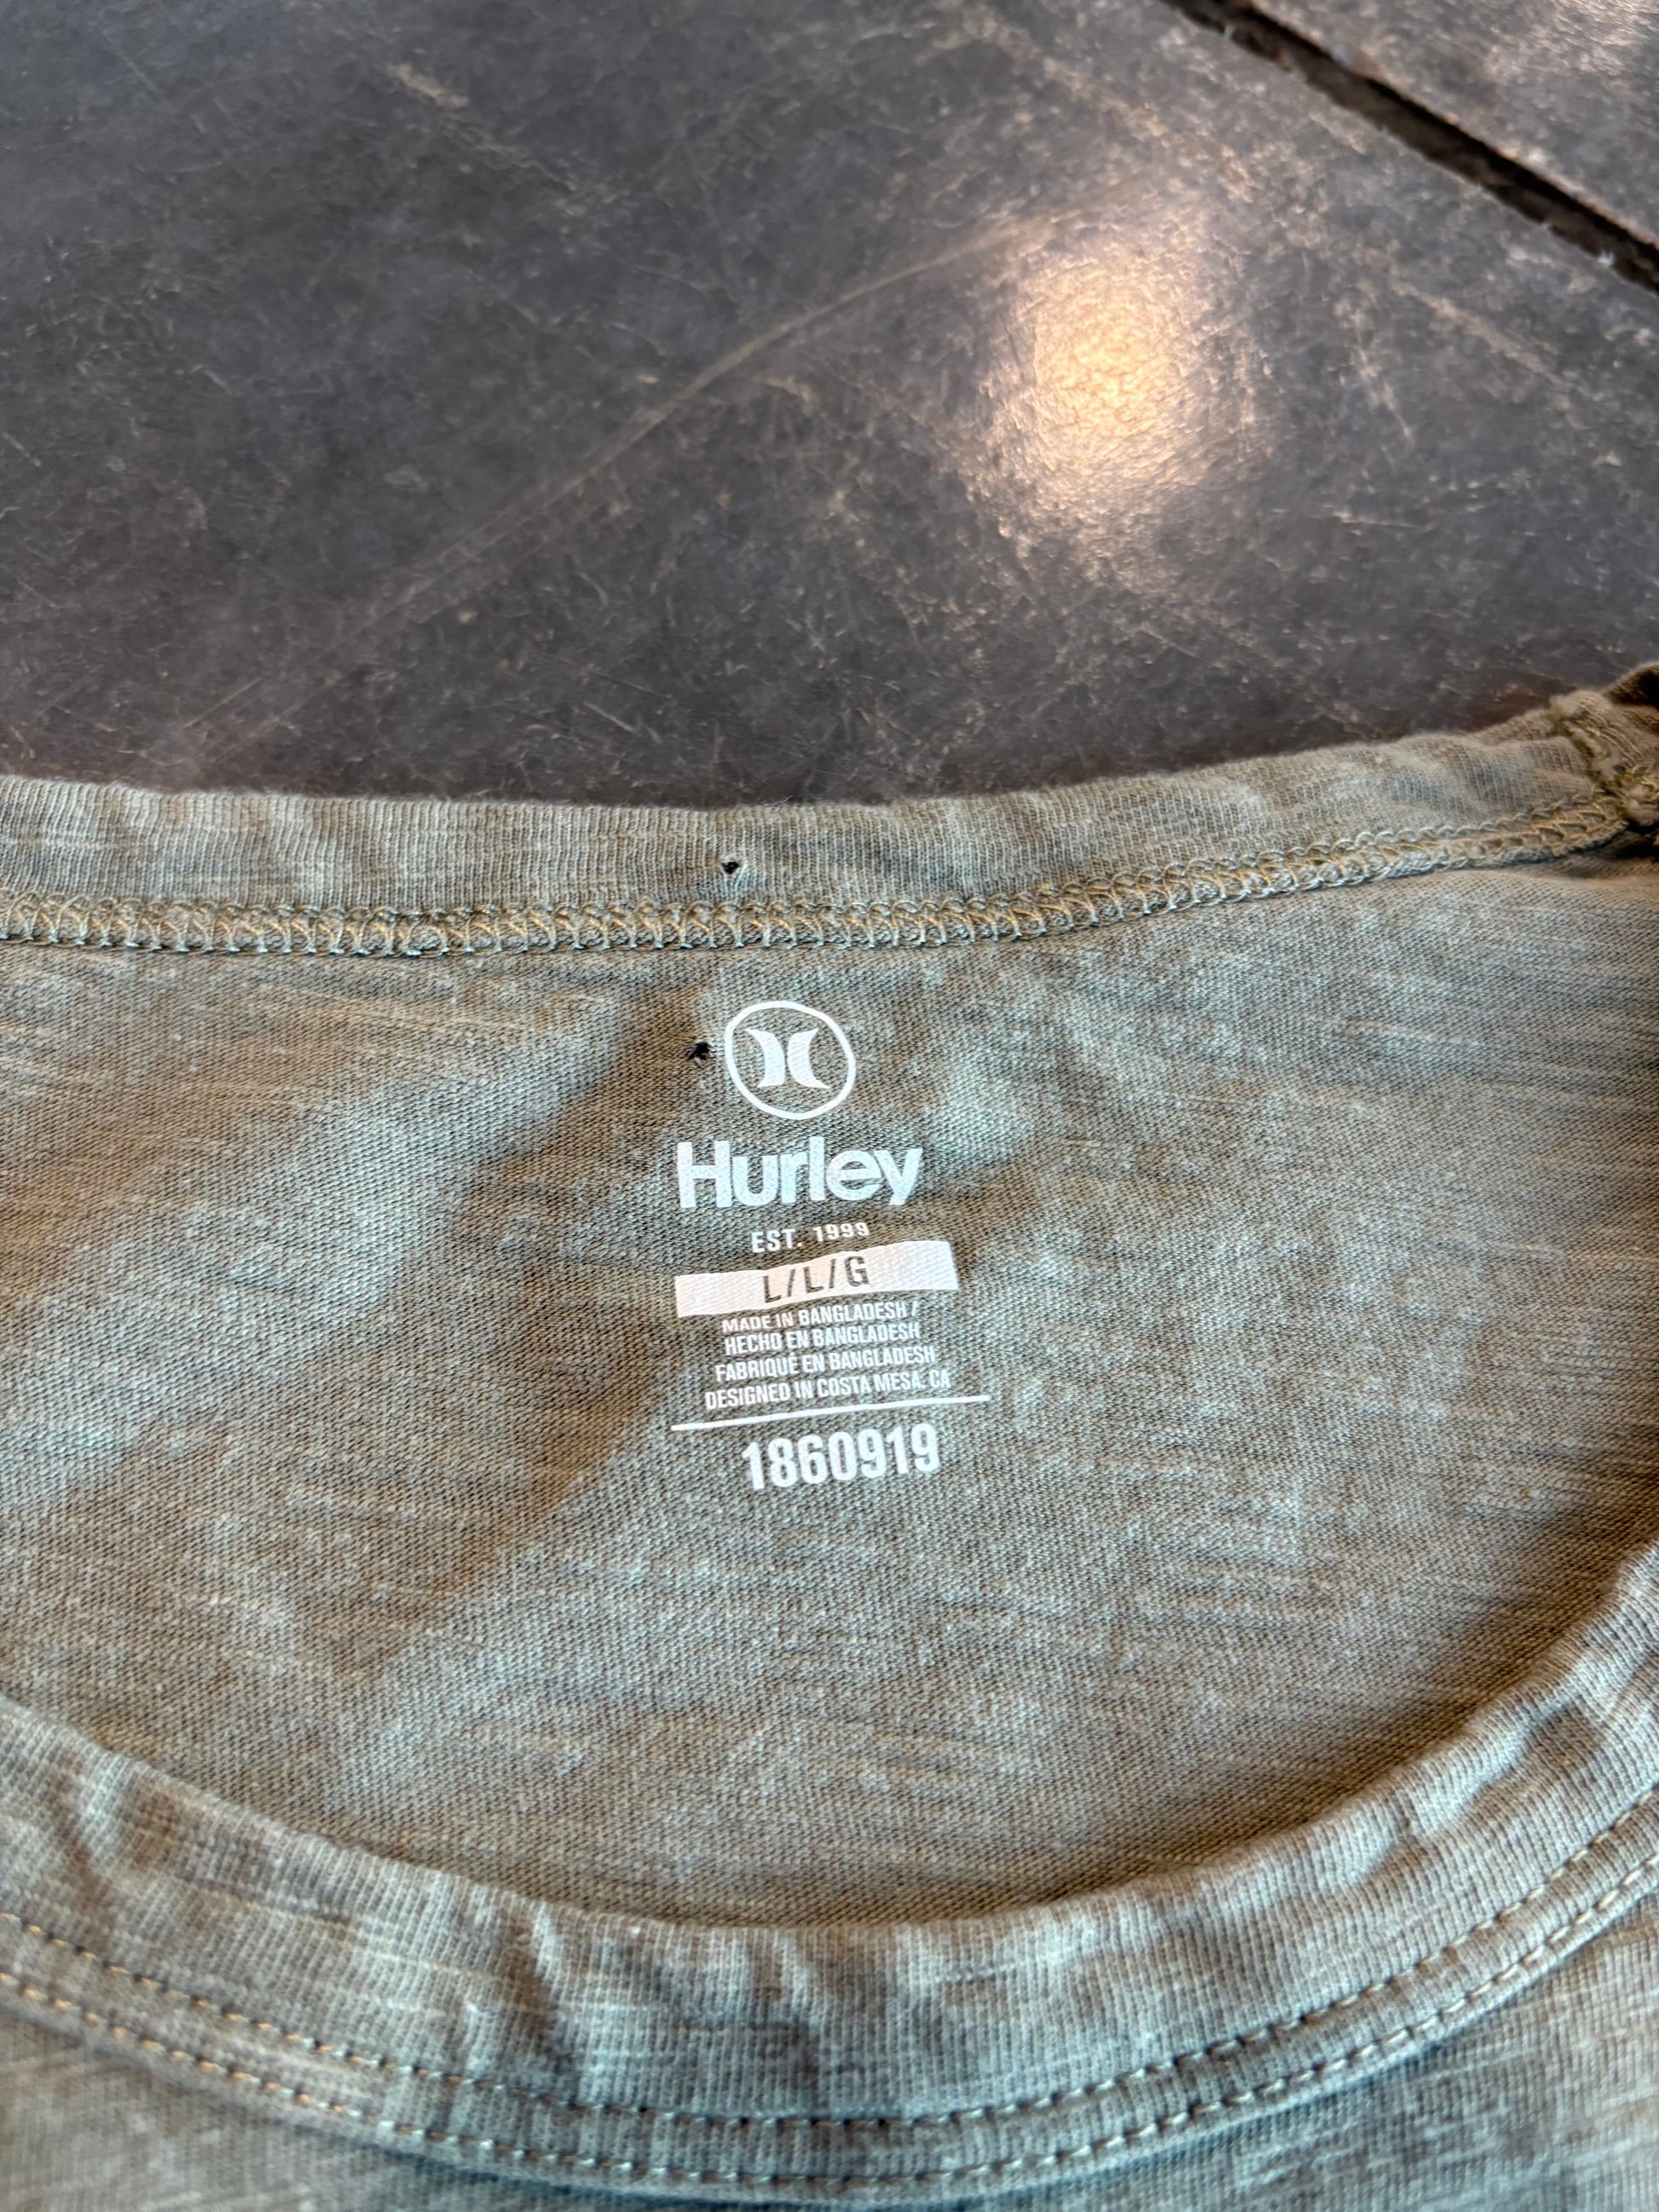 Hurley
EST. 1999
L/L/G
MADE IN BANGLADESH /
HECHO EN BANGLADESH
FABRIQUÉ EN BANGLADESH
DESIGNED IN COSTA MESA, CA
1860919